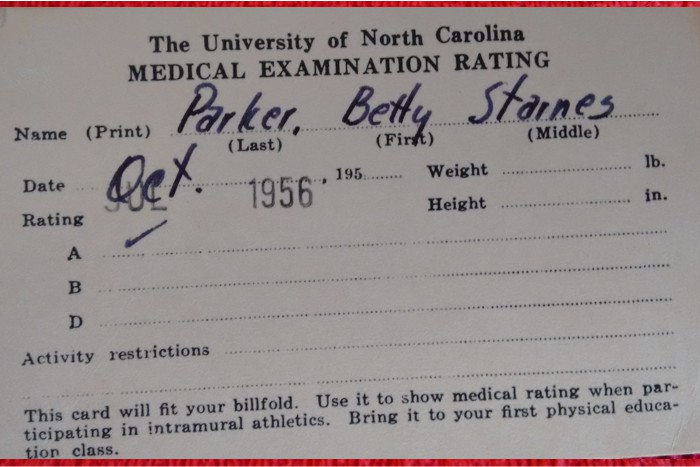 The University of North Carolina
MEDICAL EXAMINATION RATING
Name (Print) Parker, Betty Starnes
(Last) (First) (Middle)
Date JUL Oct. 1956, 195 Weight lb.
Rating Height in.
A ✓
B
D
Activity restrictions
This card will fit your billfold. Use it to show medical rating when par-
ticipating in intramural athletics. Bring it to your first physical educa-
tion class.